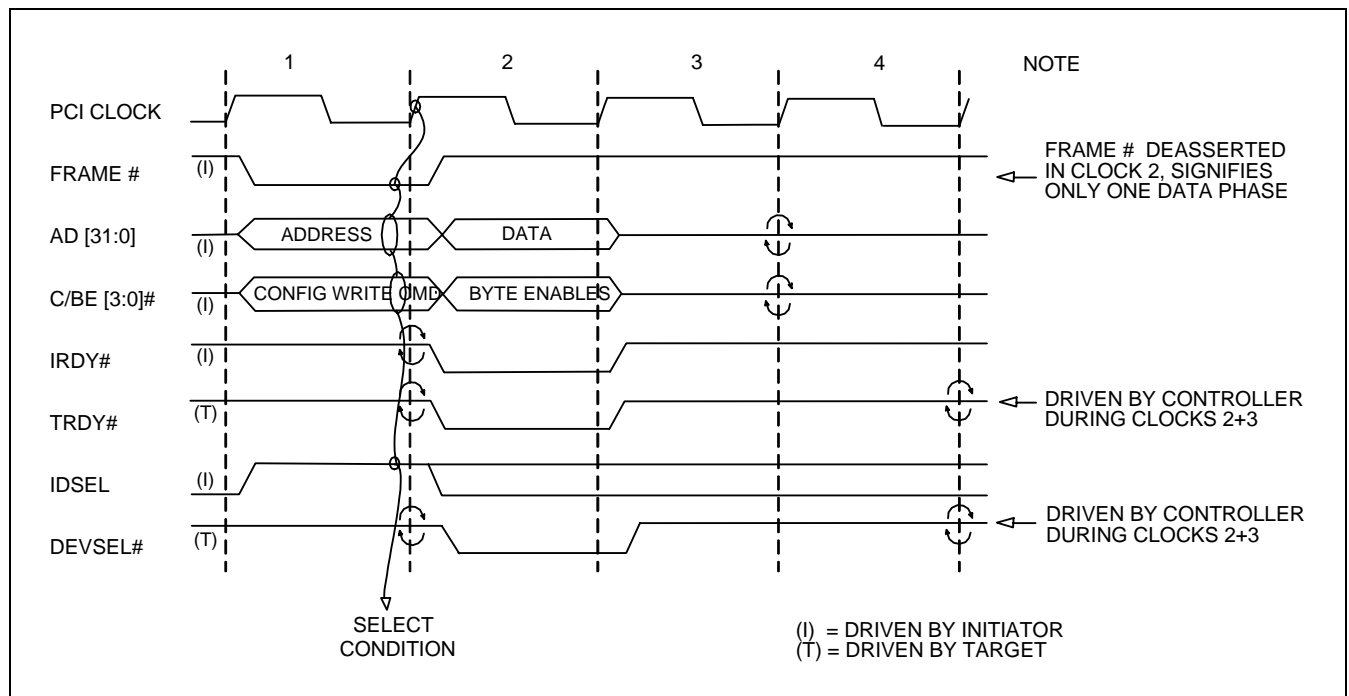 1 2 3 4 NOTE
PCI CLOCK
FRAME # (I)
FRAME # DEASSERTED
IN CLOCK 2, SIGNIFIES
ONLY ONE DATA PHASE
AD [31:0] (I) ADDRESS DATA
C/BE [3:0]# (I) CONFIG WRITE CMD BYTE ENABLES
IRDY# (I)
TRDY# (T)
DRIVEN BY CONTROLLER
DURING CLOCKS 2+3
IDSEL (I)
DEVSEL# (T)
DRIVEN BY CONTROLLER
DURING CLOCKS 2+3
SELECT
CONDITION
(I) = DRIVEN BY INITIATOR
(T) = DRIVEN BY TARGET